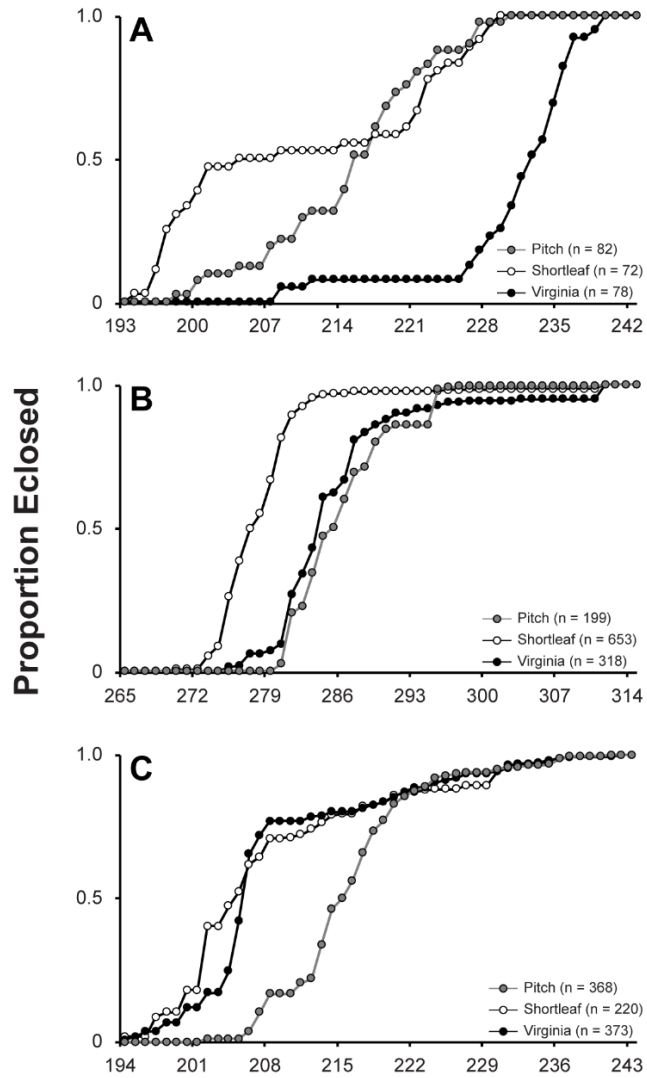 Proportion Eclosed
A
1.0
0.5
0
Pitch (n = 82)
Shortleaf (n = 72)
Virginia (n = 78)
193 200 207 214 221 228 235 242
B
1.0
0.5
0
Pitch (n = 199)
Shortleaf (n = 653)
Virginia (n = 318)
265 272 279 286 293 300 307 314
C
1.0
0.5
0
Pitch (n = 368)
Shortleaf (n = 220)
Virginia (n = 373)
194 201 208 215 222 229 236 243